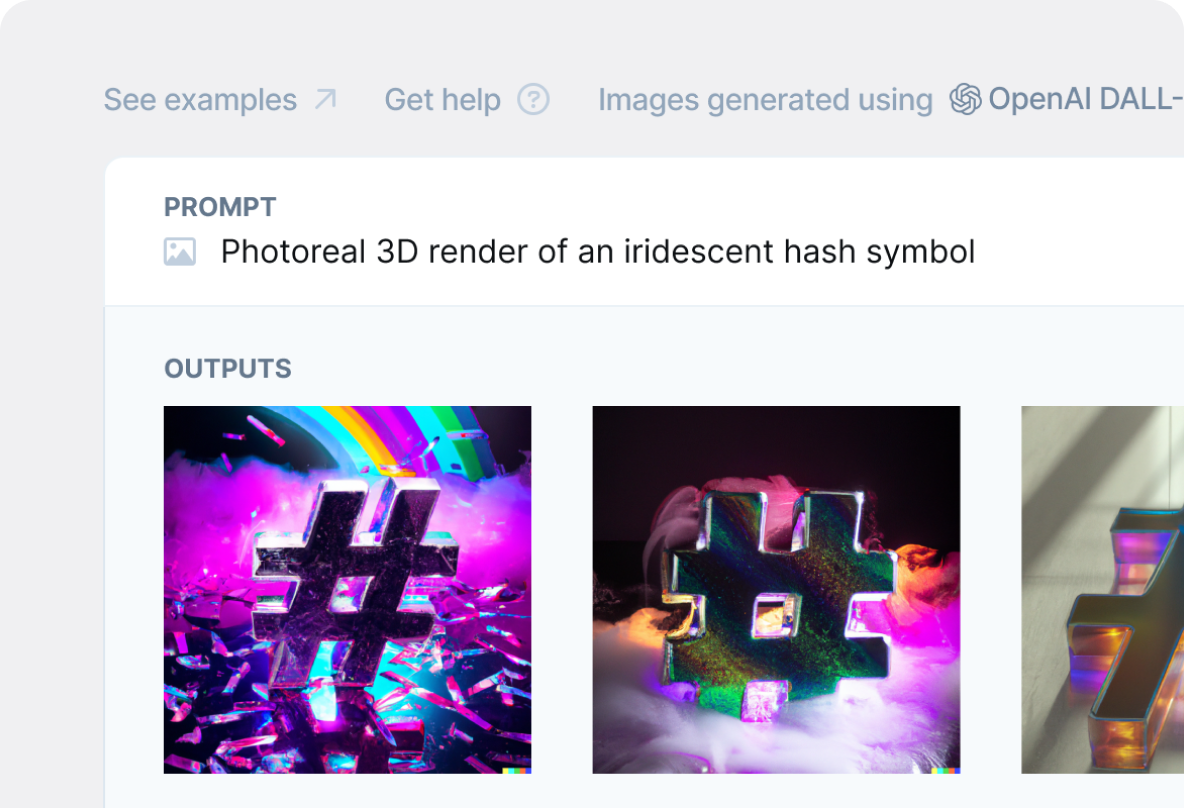 See examples Get help Images generated using OpenAI DALL-
PROMPT
Photoreal 3D render of an iridescent hash symbol
OUTPUTS